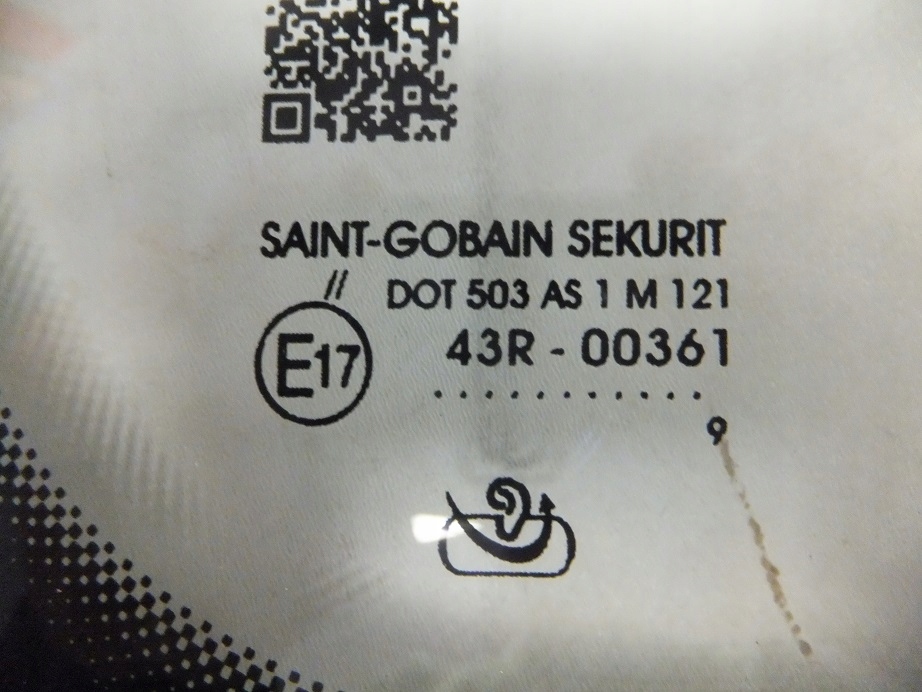 SAINT-GOBAIN SEKURIT
//
DOT 503 AS 1 M 121
E17
43R - 00361
...........
9